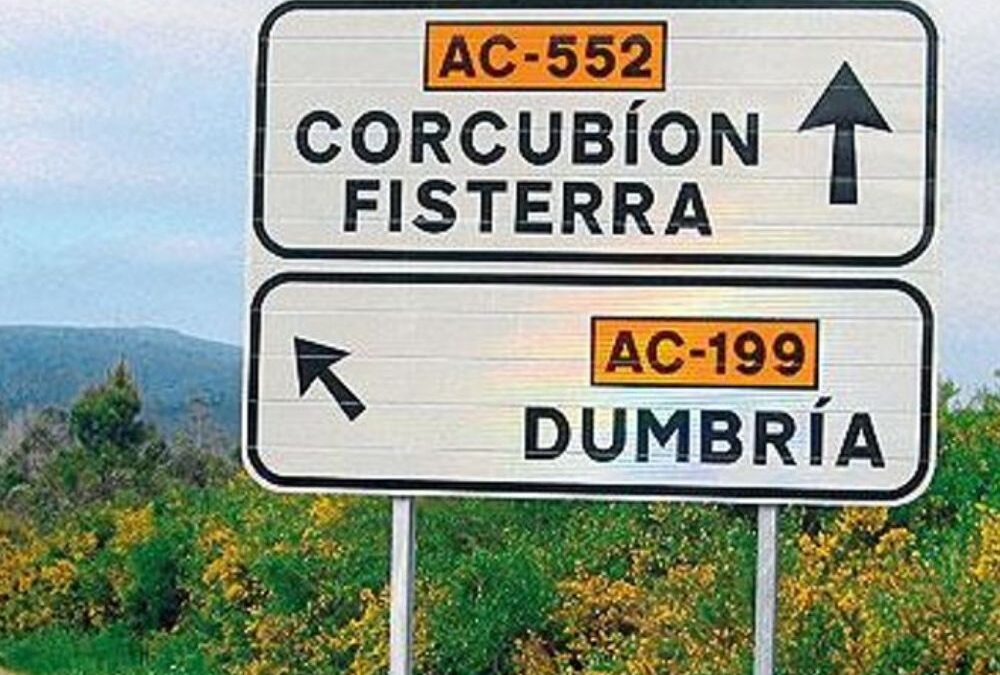 AC-552
CORCUBÍON
FISTERRA
AC-199
DUMBRÍA